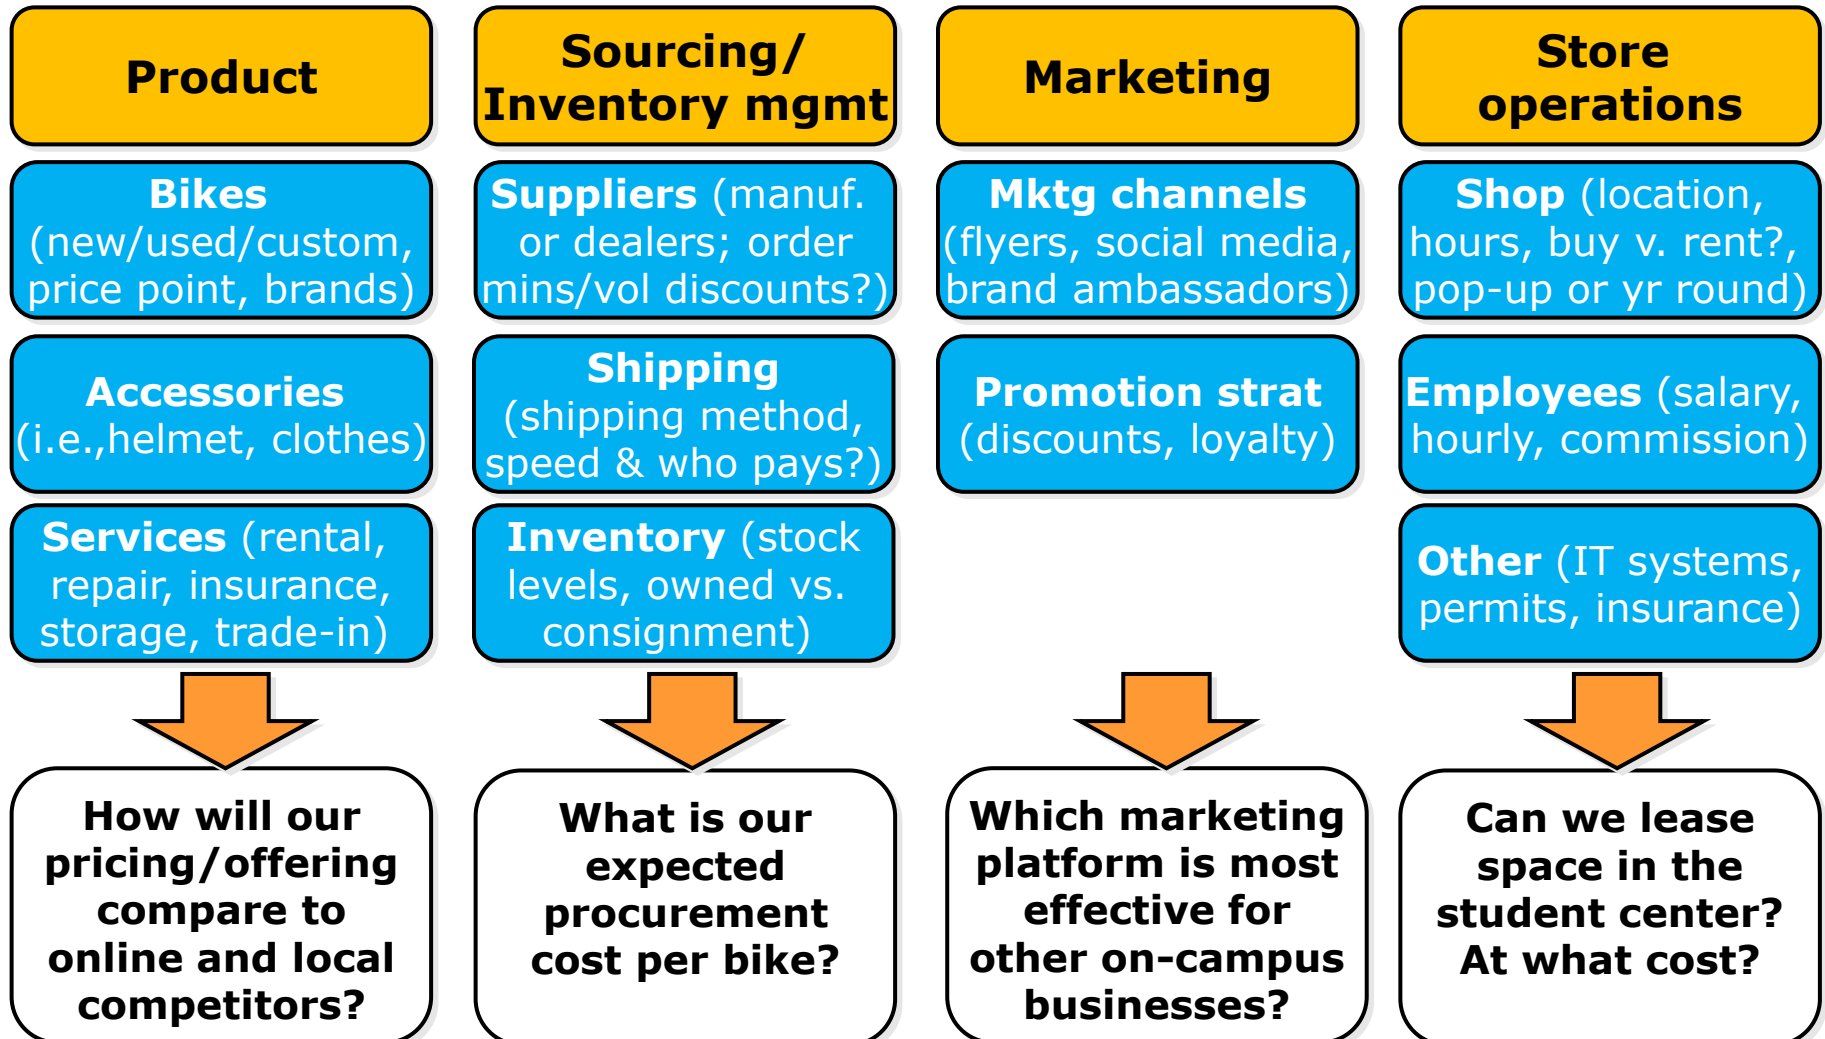 Product
Sourcing/
Inventory mgmt
Marketing
Store
operations
Bikes
(new/used/custom,
price point, brands)
Suppliers (manuf.
or dealers; order
mins/vol discounts?)
Mktg channels
(flyers, social media,
brand ambassadors)
Shop (location,
hours, buy v. rent?,
pop-up or yr round)
Accessories
(i.e.,helmet, clothes)
Shipping
(shipping method,
speed & who pays?)
Promotion strat
(discounts, loyalty)
Employees (salary,
hourly, commission)
Services (rental,
repair, insurance,
storage, trade-in)
Inventory (stock
levels, owned vs.
consignment)
Other (IT systems,
permits, insurance)
How will our
pricing/offering
compare to
online and local
competitors?
What is our
expected
procurement
cost per bike?
Which marketing
platform is most
effective for
other on-campus
businesses?
Can we lease
space in the
student center?
At what cost?